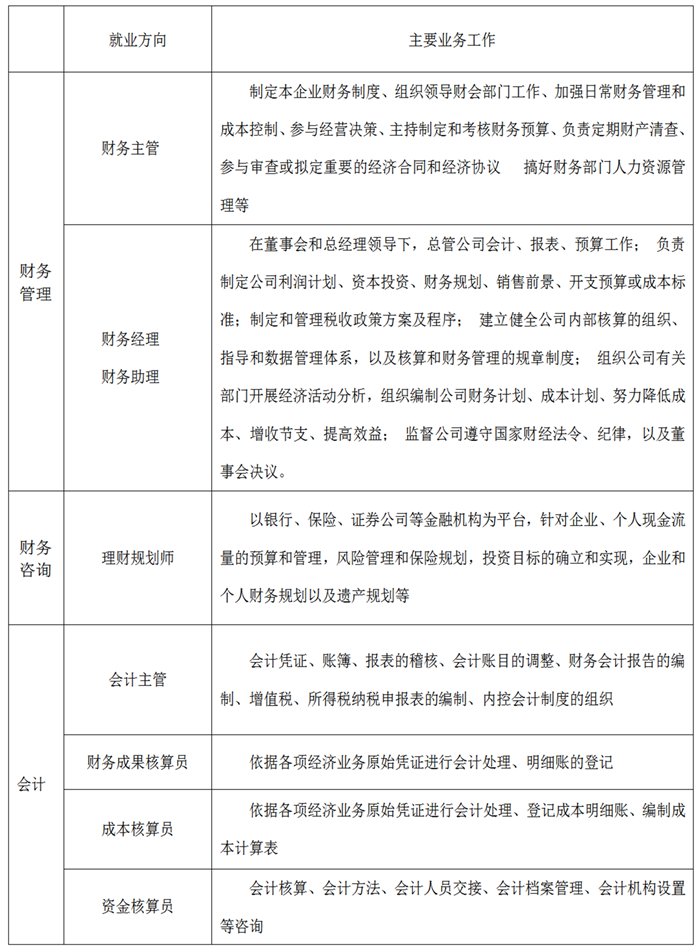 就业方向
主要业务工作
财务
管理
财务主管
制定本企业财务制度、组织领导财会部门工作、加强日常财务管理和
成本控制、参与经营决策、主持制定和考核财务预算、负责定期财产清查、
参与审查或拟定重要的经济合同和经济协议 搞好财务部门人力资源管
理等
财务经理
财务助理
在董事会和总经理领导下，总管公司会计、报表、预算工作； 负责
制定公司利润计划、资本投资、财务规划、销售前景、开支预算或成本标
准；制定和管理税收政策方案及程序； 建立健全公司内部核算的组织、
指导和数据管理体系，以及核算和财务管理的规章制度； 组织公司有关
部门开展经济活动分析，组织编制公司财务计划、成本计划、努力降低成
本、增收节支、提高效益； 监督公司遵守国家财经法令、纪律，以及董
事会决议。
财务
咨询
理财规划师
以银行、保险、证券公司等金融机构为平台，针对企业、个人现金流
量的预算和管理，风险管理和保险规划，投资目标的确立和实现，企业和
个人财务规划以及遗产规划等
会计
会计主管
会计凭证、账簿、报表的稽核、会计账目的调整、财务会计报告的编
制、增值税、所得税纳税申报表的编制、内控会计制度的组织
财务成果核算员
依据各项经济业务原始凭证进行会计处理、明细账的登记
成本核算员
依据各项经济业务原始凭证进行会计处理、登记成本明细账、编制成
本计算表
资金核算员
会计核算、会计方法、会计人员交接、会计档案管理、会计机构设置
等咨询